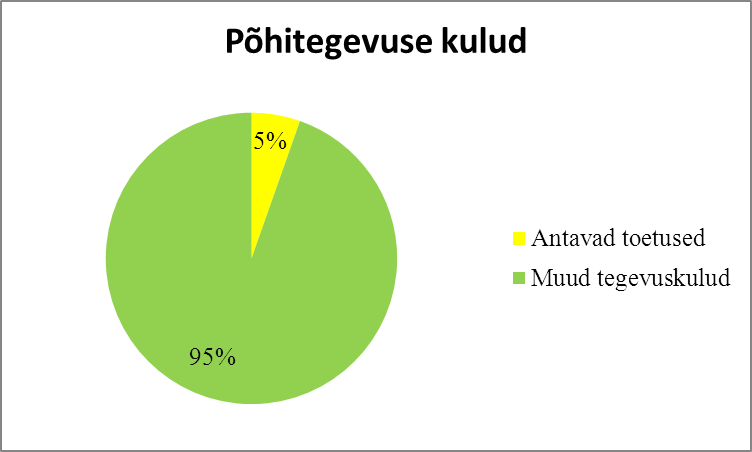 Põhitegevuse kulud
5%
95%
Antavad toetused
Muud tegevuskulud